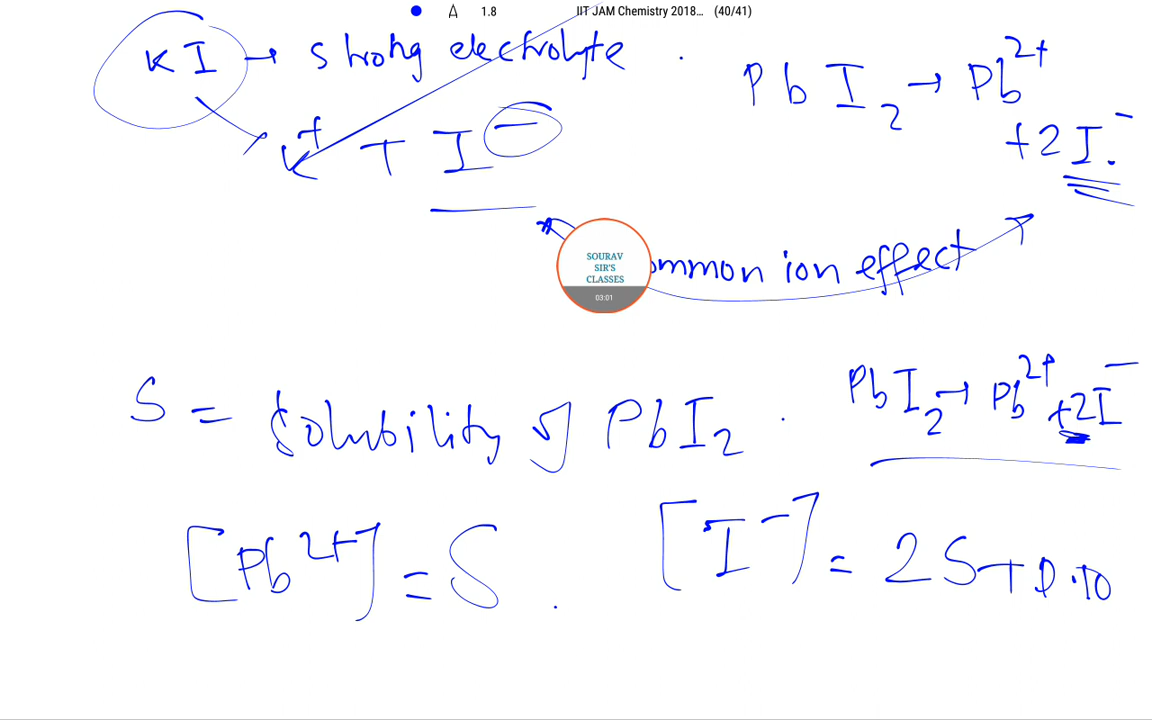 A 1.8 IIT JAM Chemistry 2018... (40/41)
KI → strong electrolyte .
PbI₂ → Pb²⁺
+ 2I⁻.
⁺ + I⁻
SOURAV
SIR'S
CLASSES
03:01
ommon ion effect
S = Solubility of PbI₂ .
PbI₂ → Pb²⁺ + 2I⁻
[Pb²⁺] = S .
[I⁻] = 2S + 0.10